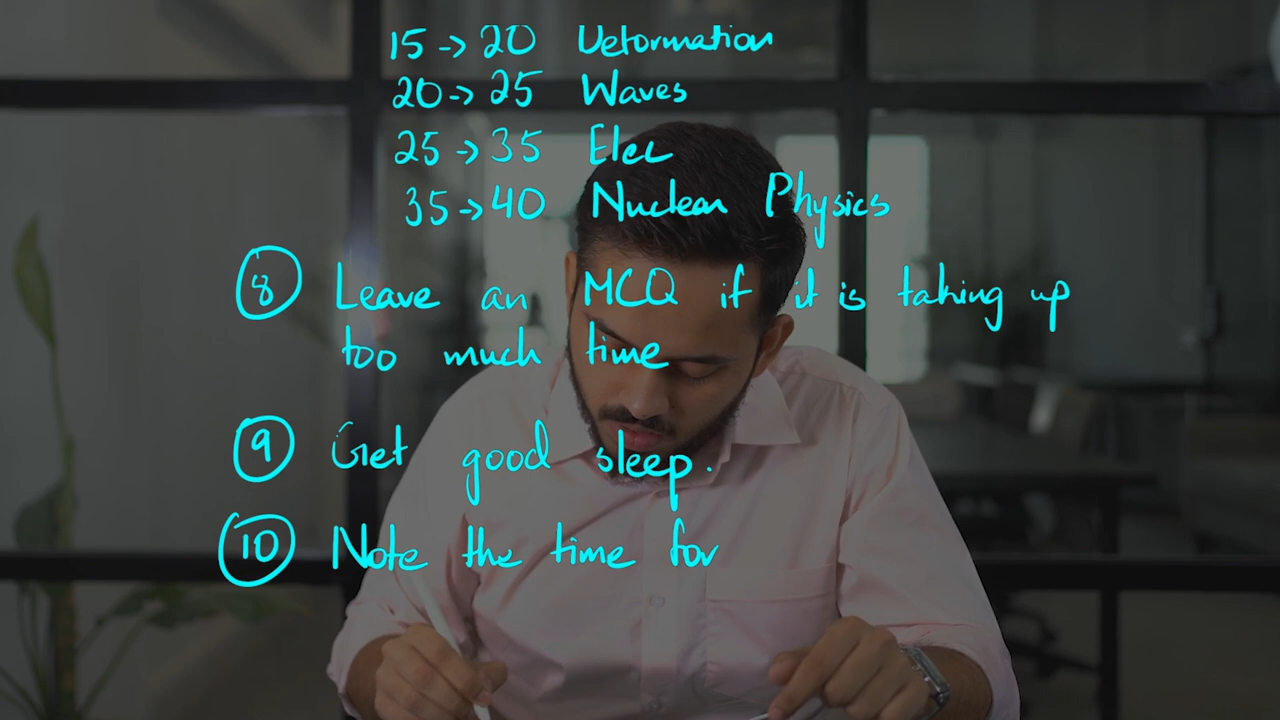 15 -> 20 Deformation
20 -> 25 Waves
25 -> 35 Elec
35 -> 40 Nuclear Physics
8 Leave an MCQ if it is taking up
too much time
9 Get good sleep.
10 Note the time for